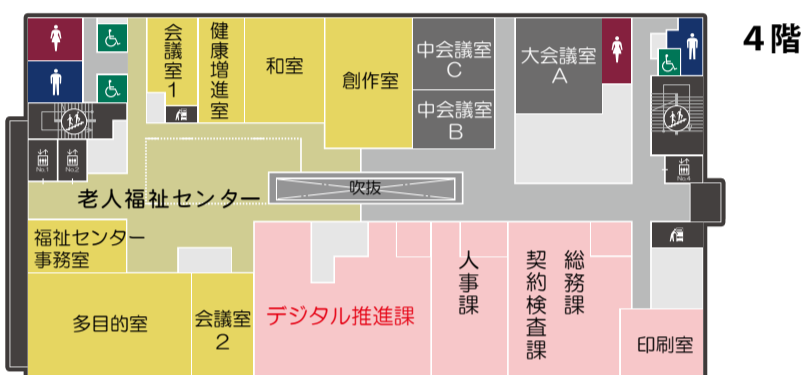 4階
会議室1
健康増進室
和室
創作室
中会議室
C
中会議室
B
大会議室
A
No.1
No.2
No.4
老人福祉センター
吹抜
福祉センター
事務室
多目的室
会議室
2
デジタル推進課
人事課
総務課
契約検査課
印刷室